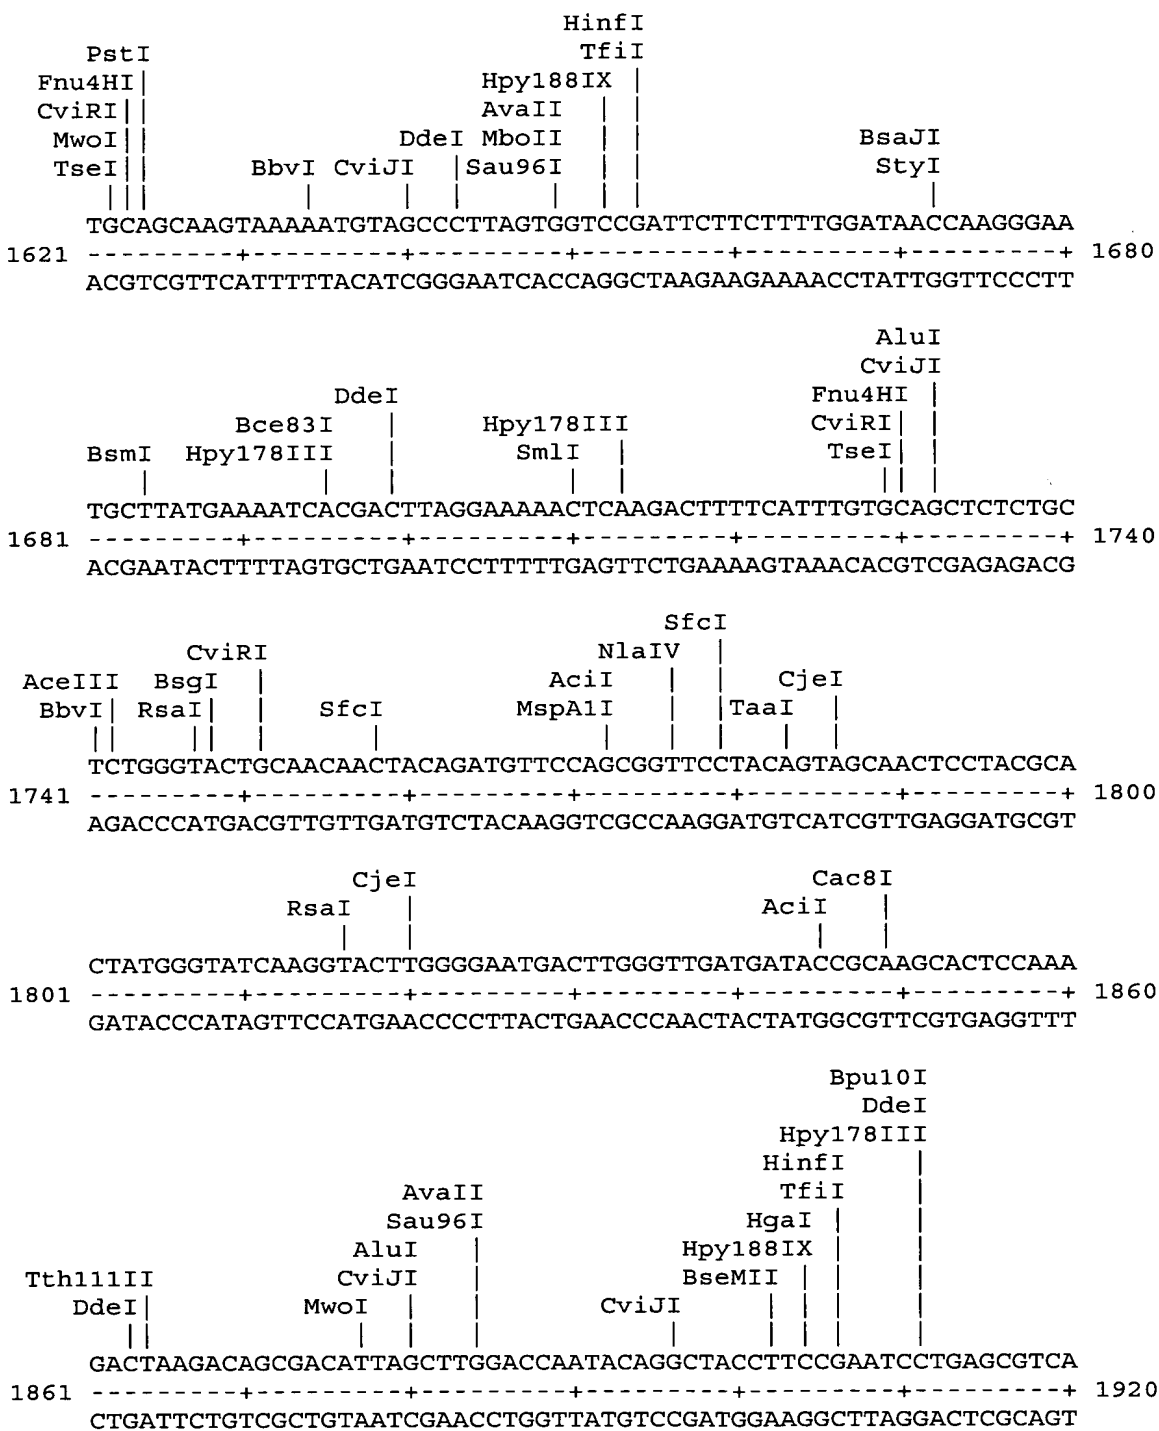 HinfI
PstI TfiI
Fnu4HI Hpy188IX
CviRI AvaII
MwoI DdeI MboII BsaJI
TseI BbvI CviJI Sau96I StyI
TGCAGCAAGTAAAAATGTAGCCCTTAGTGGTCCGATTCTTCTTTTGGATAACCAAGGGAA
1621 ---------+---------+---------+---------+---------+---------+ 1680
ACGTCGTTCATTTTTACATCGGGAATCACCAGGCTAAGAAGAAAACCTATTGGTTCCCTT
AluI
CviJI
DdeI Fnu4HI
Bce83I Hpy178III CviRI
BsmI Hpy178III SmlI TseI
TGCTTATGAAAATCACGACTTAGGAAAAACTCAAGACTTTTCATTTGTGCAGCTCTCTGC
1681 ---------+---------+---------+---------+---------+---------+ 1740
ACGAATACTTTTAGTGCTGAATCCTTTTTGAGTTCTGAAAAGTAAACACGTCGAGAGACG
SfcI
CviRI NlaIV
AceIII BsgI AciI CjeI
BbvI RsaI SfcI MspA1I TaaI
TCTGGGTACTGCAACAACTACAGATGTTCCAGCGGTTCCTACAGTAGCAACTCCTACGCA
1741 ---------+---------+---------+---------+---------+---------+ 1800
AGACCCATGACGTTGTTGATGTCTACAAGGTCGCCAAGGATGTCATCGTTGAGGATGCGT
CjeI Cac8I
RsaI AciI
CTATGGGTATCAAGGTACTTGGGGAATGACTTGGGTTGATGATACCGCAAGCACTCCAAA
1801 ---------+---------+---------+---------+---------+---------+ 1860
GATACCCATAGTTCCATGAACCCCTTACTGAACCCAACTACTATGGCGTTCGTGAGGTTT
Bpu10I
DdeI
Hpy178III
HinfI
AvaII TfiI
Sau96I HgaI
AluI Hpy188IX
Tth111II CviJI BseMII
DdeI MwoI CviJI
GACTAAGACAGCGACATTAGCTTGGACCAATACAGGCTACCTTCCGAATCCTGAGCGTCA
1861 ---------+---------+---------+---------+---------+---------+ 1920
CTGATTCTGTCGCTGTAATCGAACCTGGTTATGTCCGATGGAAGGCTTAGGACTCGCAGT